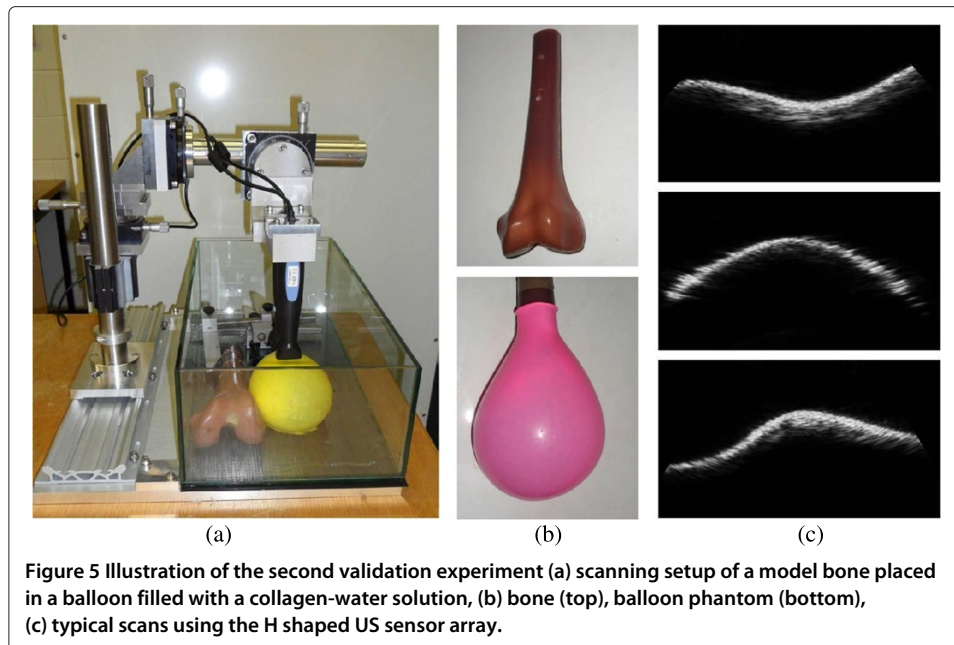 (a)
(b)
(c)
Figure 5 Illustration of the second validation experiment (a) scanning setup of a model bone placed
in a balloon filled with a collagen-water solution, (b) bone (top), balloon phantom (bottom),
(c) typical scans using the H shaped US sensor array.